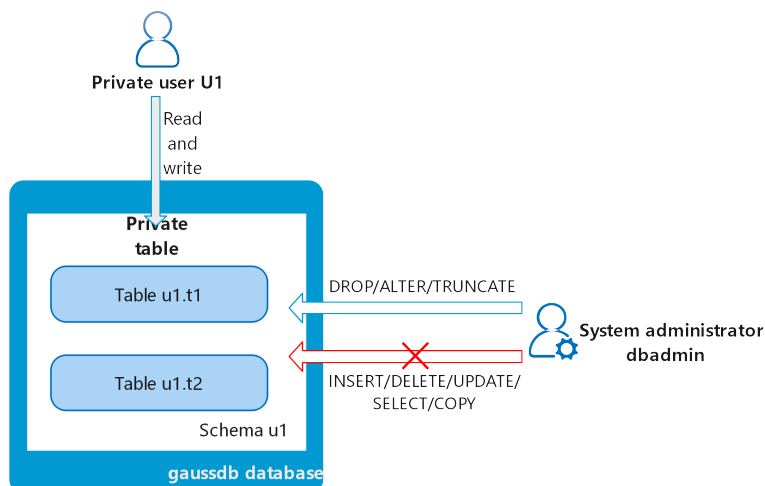 Private user U1
Read
and
write
Private
table
Table u1.t1
DROP/ALTER/TRUNCATE
System administrator
dbadmin
Table u1.t2
INSERT/DELETE/UPDATE/
SELECT/COPY
Schema u1
gaussdb database